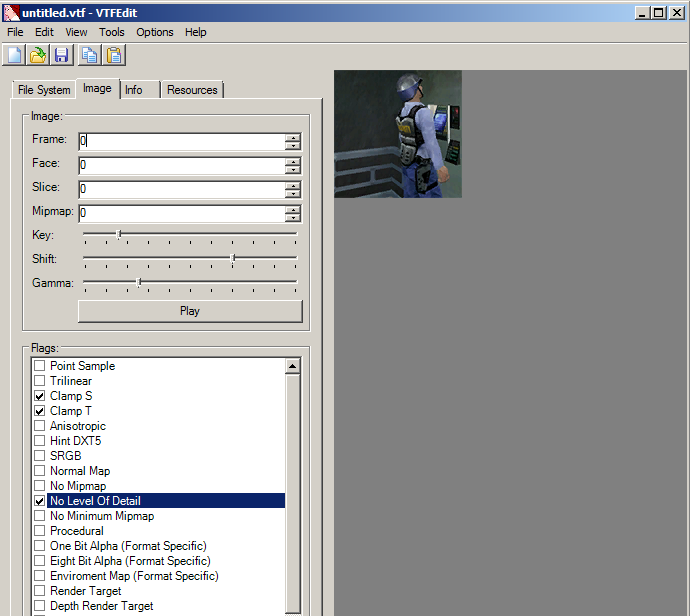 untitled.vtf - VTFEdit
File Edit View Tools Options Help
File System Image Info Resources
Image:
Frame: 0
Face: 0
Slice: 0
Mipmap: 0
Key:
Shift:
Gamma:
Play
Flags:
Point Sample
Trilinear
Clamp S
Clamp T
Anisotropic
Hint DXT5
SRGB
Normal Map
No Mipmap
No Level Of Detail
No Minimum Mipmap
Procedural
One Bit Alpha (Format Specific)
Eight Bit Alpha (Format Specific)
Enviroment Map (Format Specific)
Render Target
Depth Render Target